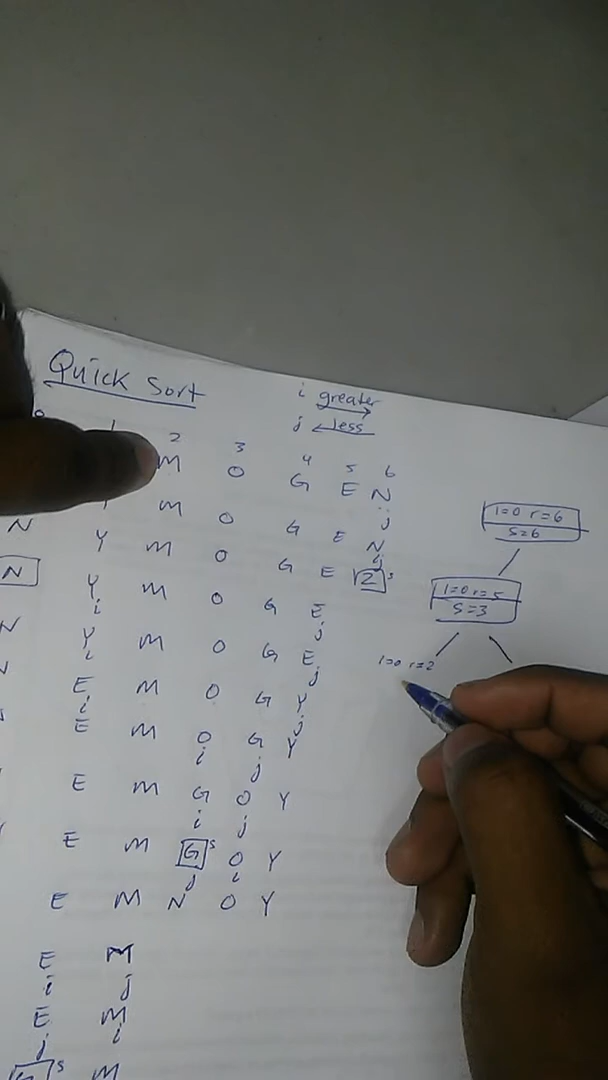 Quick Sort
i greater
j less
2 3 4 5 6
M O G E N
M O G E N
j
Y M O G E Z s
N
Y M O G E
i j
Y M O G E
i j
E M O G Y
i j
E M O G Y
i j
E M G O Y
i j
E M G s O Y
j i
E M N O Y
E M
i j
E M
j i
s M
l=0 r=6
s=6
l=0 r=5
s=3
l=0 r=2